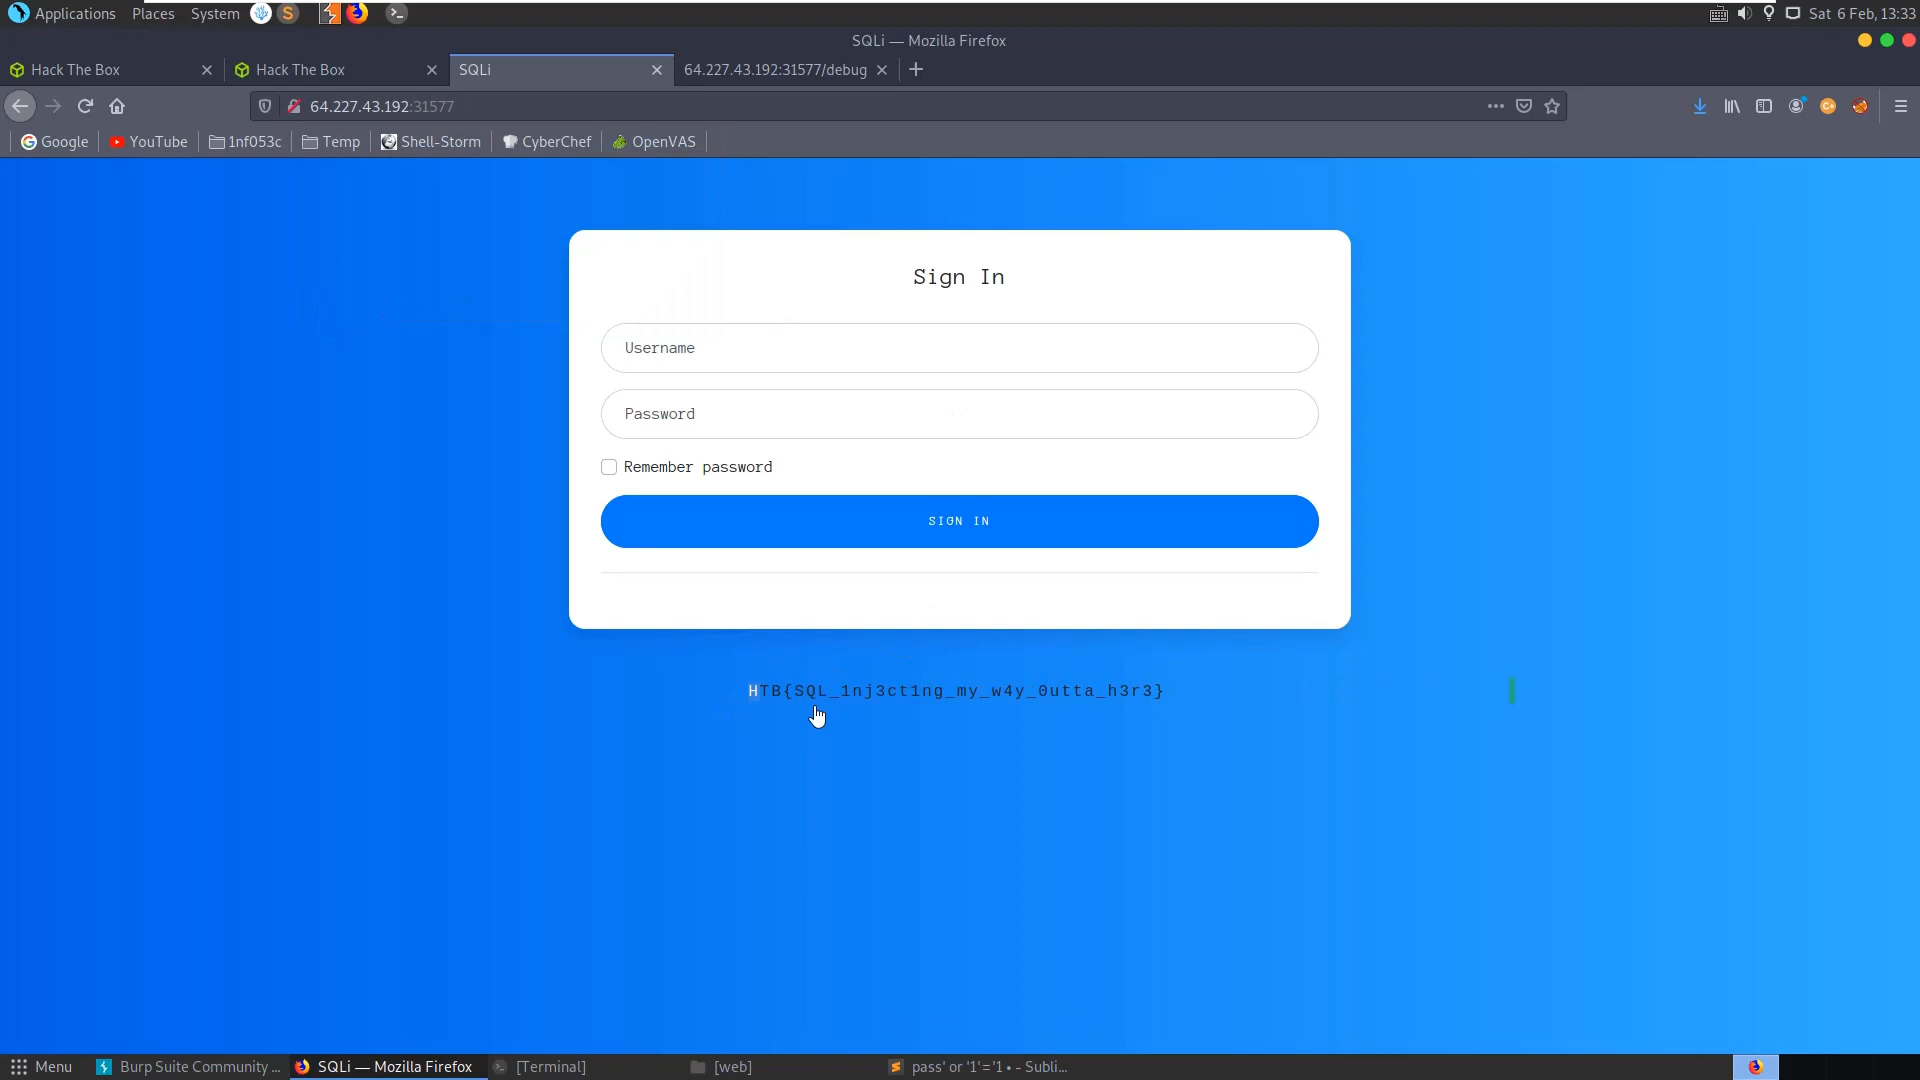 Applications Places System Sat 6 Feb, 13:33
SQLi — Mozilla Firefox
Hack The Box Hack The Box SQLi 64.227.43.192:31577/debug
64.227.43.192:31577
Google YouTube 1nf053c Temp Shell-Storm CyberChef OpenVAS
Sign In
Username
Password
Remember password
SIGN IN
HTB{SQL_1nj3ct1ng_my_w4y_0utta_h3r3}
Menu Burp Suite Community ... SQLi — Mozilla Firefox [Terminal] [web] pass' or '1'='1 • - Subli...